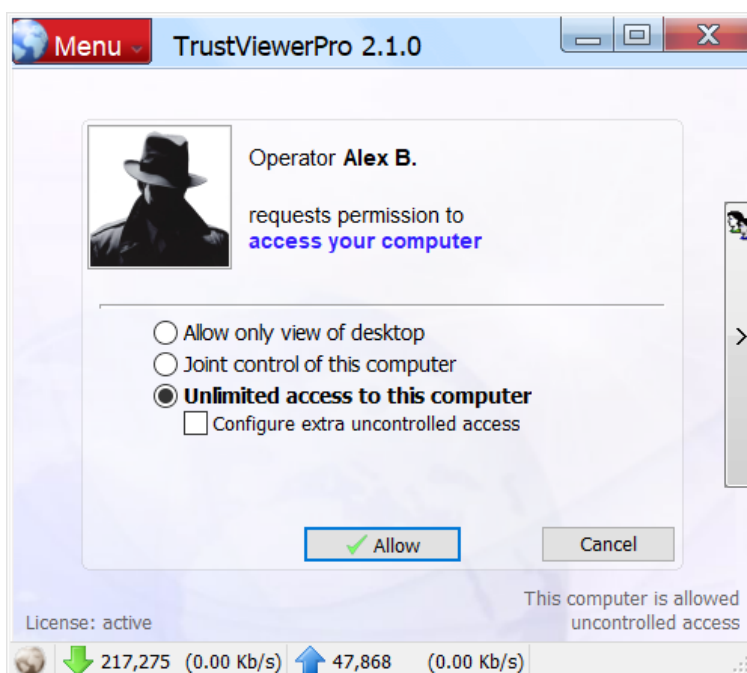 Menu
TrustViewerPro 2.1.0
Operator Alex B.
requests permission to
access your computer
Allow only view of desktop
Joint control of this computer
Unlimited access to this computer
Configure extra uncontrolled access
Allow
Cancel
This computer is allowed
License: active
uncontrolled access
217,275 (0.00 Kb/s) 47,868 (0.00 Kb/s)